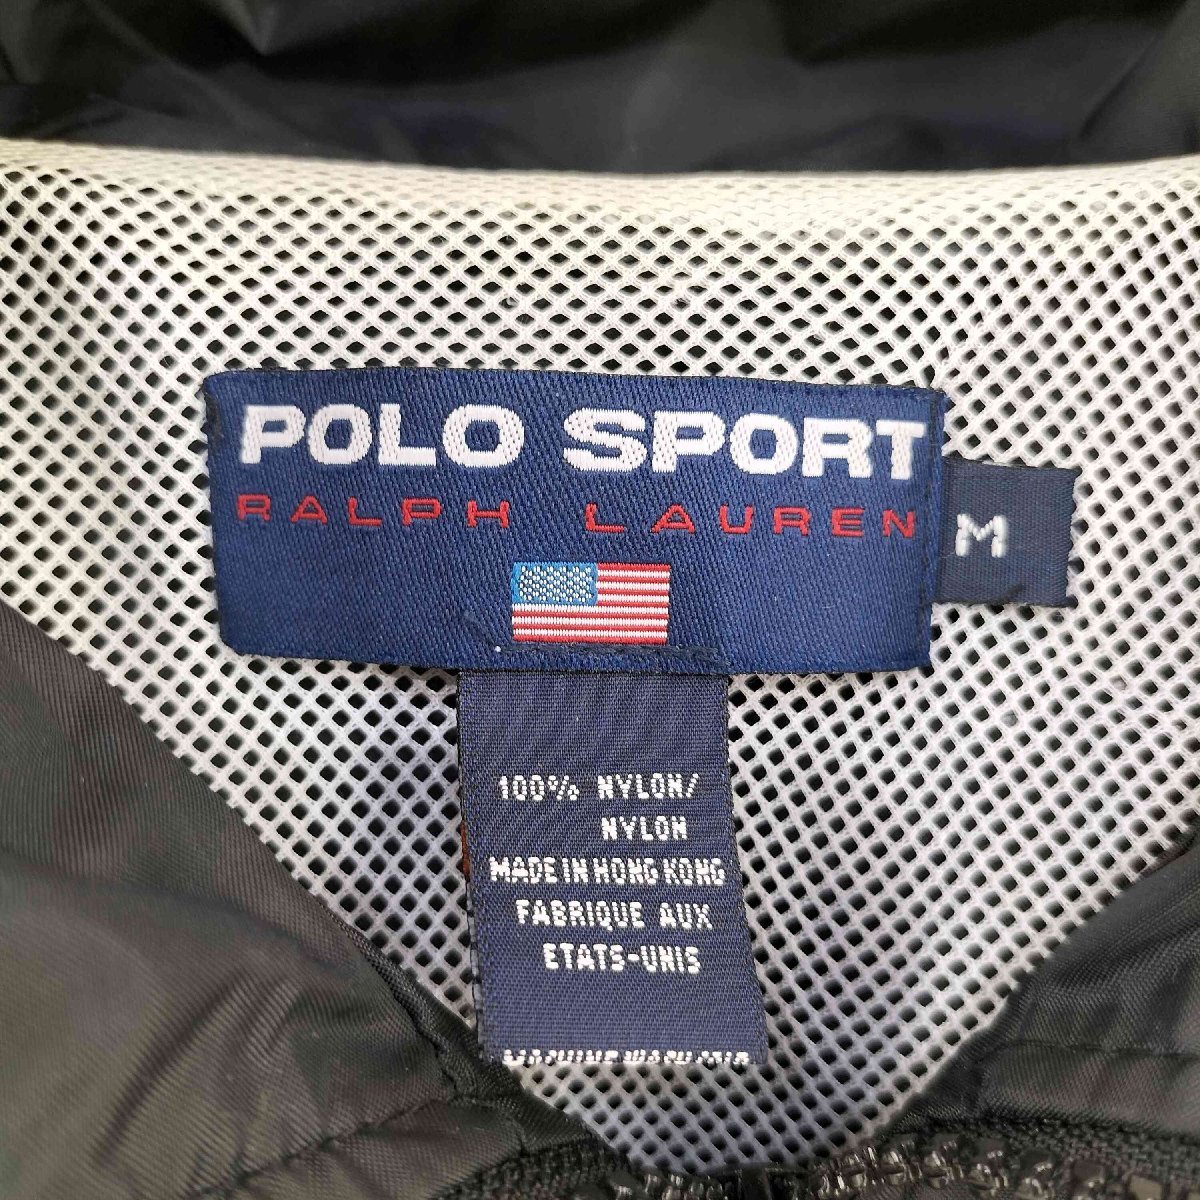 POLO SPORT
RALPH LAUREN
M
100% NYLON/
NYLON
MADE IN HONG KONG
FABRIQUE AUX
ETATS-UNIS